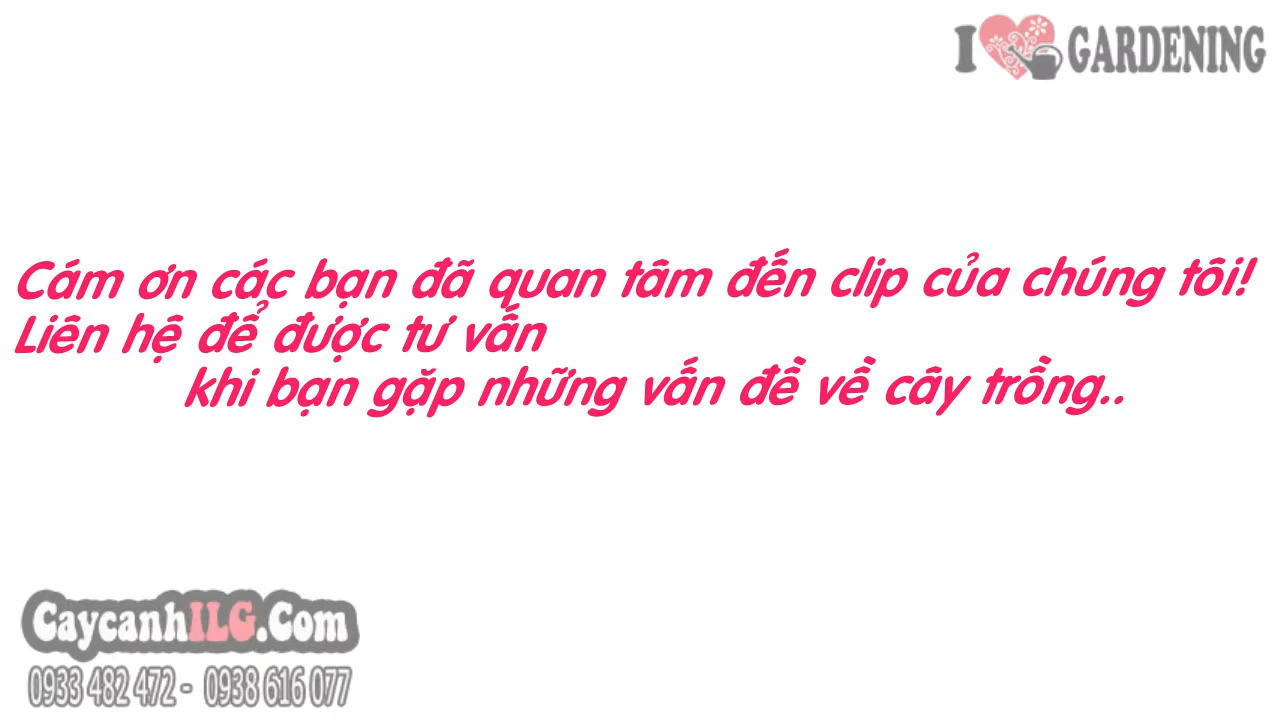 I GARDENING
Cám ơn các bạn đã quan tâm đến clip của chúng tôi!
Liên hệ để được tư vấn
khi bạn gặp những vấn đề về cây trồng..
CaycanhILG.Com
0933 482 472 - 0938 616 077